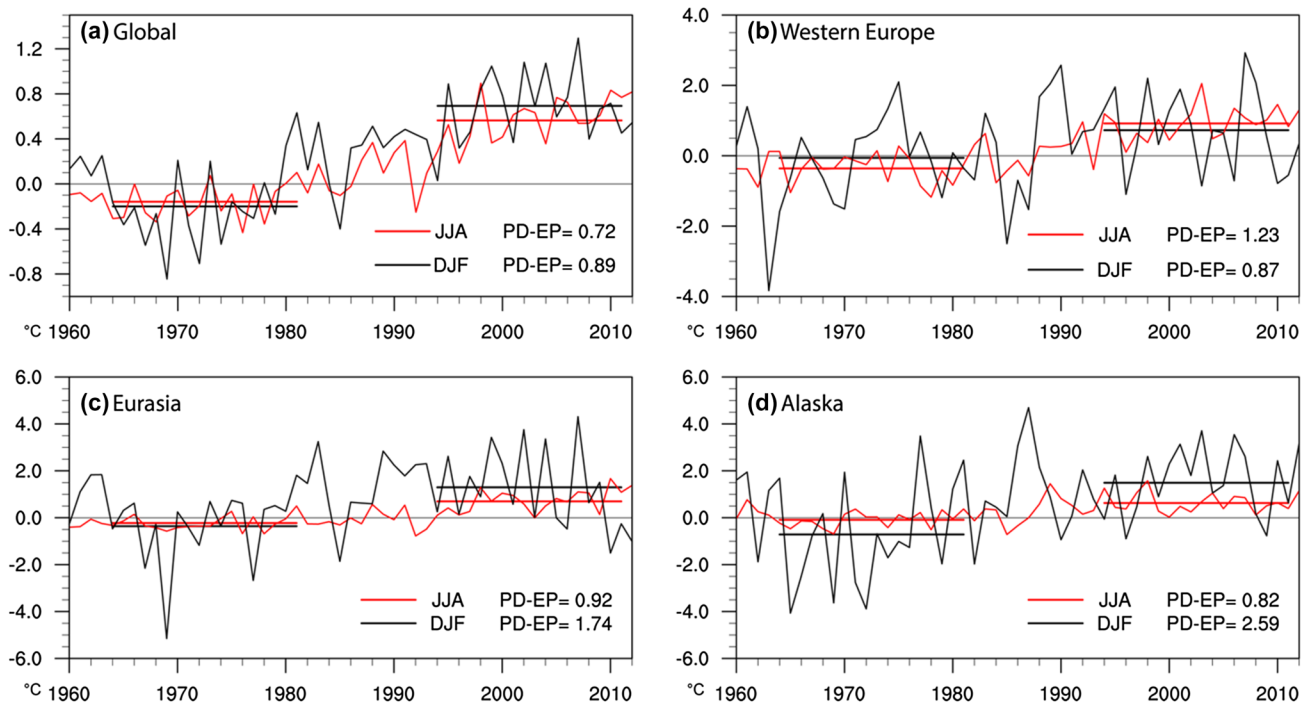 (a) Global
1.2
0.8
0.4
0.0
-0.4
-0.8
JJA PD-EP= 0.72
DJF PD-EP= 0.89
°C 1960 1970 1980 1990 2000 2010
(b) Western Europe
4.0
2.0
0.0
-2.0
-4.0
JJA PD-EP= 1.23
DJF PD-EP= 0.87
°C 1960 1970 1980 1990 2000 2010
(c) Eurasia
6.0
4.0
2.0
0.0
-2.0
-4.0
-6.0
JJA PD-EP= 0.92
DJF PD-EP= 1.74
°C 1960 1970 1980 1990 2000 2010
(d) Alaska
6.0
4.0
2.0
0.0
-2.0
-4.0
-6.0
JJA PD-EP= 0.82
DJF PD-EP= 2.59
°C 1960 1970 1980 1990 2000 2010